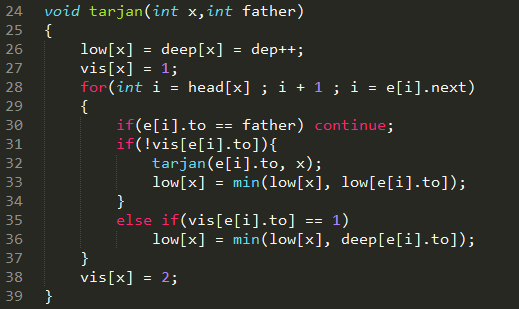 24 void tarjan(int x,int father)
25 {
26     low[x] = deep[x] = dep++;
27     vis[x] = 1;
28     for(int i = head[x] ; i + 1 ; i = e[i].next)
29     {
30         if(e[i].to == father) continue;
31         if(!vis[e[i].to]){
32             tarjan(e[i].to, x);
33             low[x] = min(low[x], low[e[i].to]);
34         }
35         else if(vis[e[i].to] == 1)
36             low[x] = min(low[x], deep[e[i].to]);
37     }
38     vis[x] = 2;
39 }